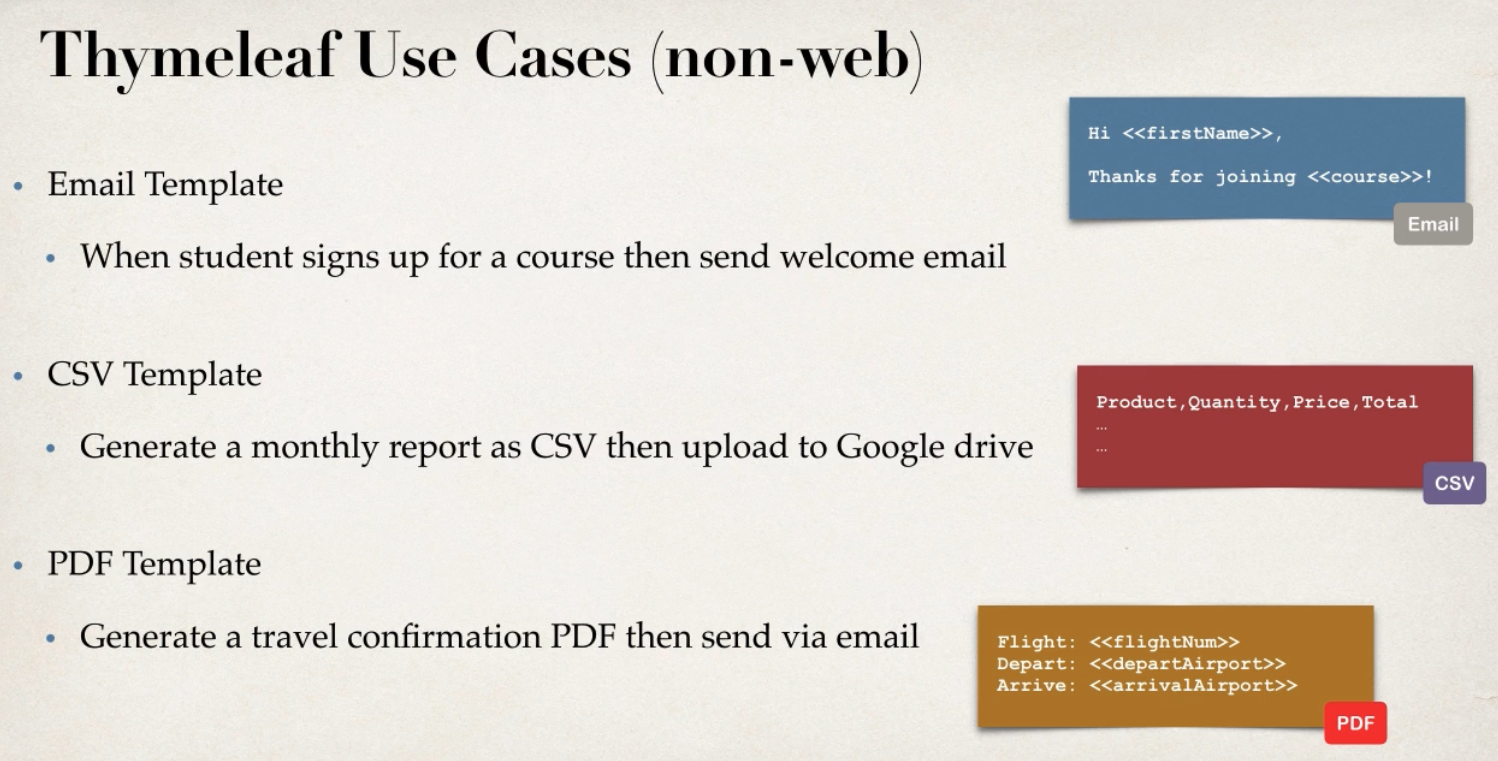 Thymeleaf Use Cases (non-web)
• Email Template
• When student signs up for a course then send welcome email
Hi <<firstName>>,
Thanks for joining <<course>>!
Email
• CSV Template
• Generate a monthly report as CSV then upload to Google drive
Product,Quantity,Price,Total
...
...
CSV
• PDF Template
• Generate a travel confirmation PDF then send via email
Flight: <<flightNum>>
Depart: <<departAirport>>
Arrive: <<arrivalAirport>>
PDF